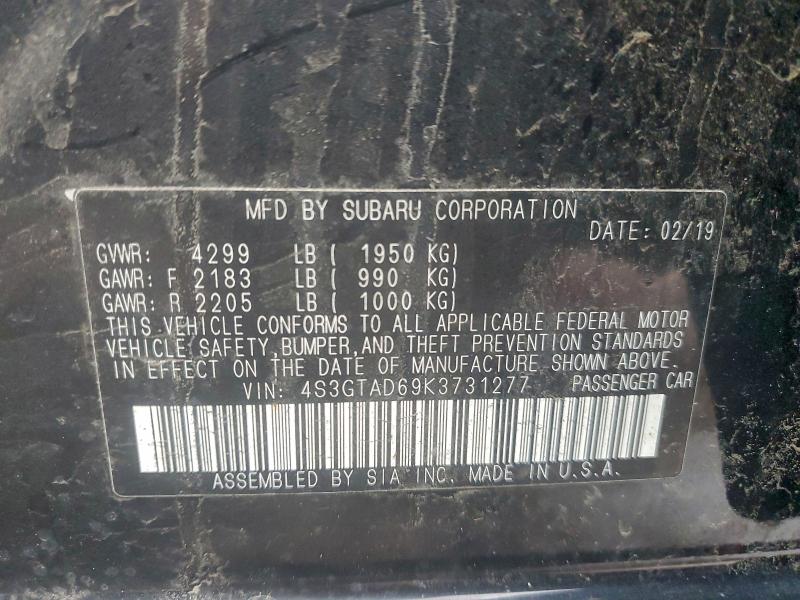 MFD BY SUBARU CORPORATION
DATE: 02/19
GVWR: 4299 LB ( 1950 KG)
GAWR: F 2183 LB ( 990 KG)
GAWR: R 2205 LB ( 1000 KG)
THIS VEHICLE CONFORMS TO ALL APPLICABLE FEDERAL MOTOR
VEHICLE SAFETY, BUMPER, AND THEFT PREVENTION STANDARDS
IN EFFECT ON THE DATE OF MANUFACTURE SHOWN ABOVE.
VIN: 4S3GTAD69K3731277 PASSENGER CAR
ASSEMBLED BY SIA INC. MADE IN U.S.A.